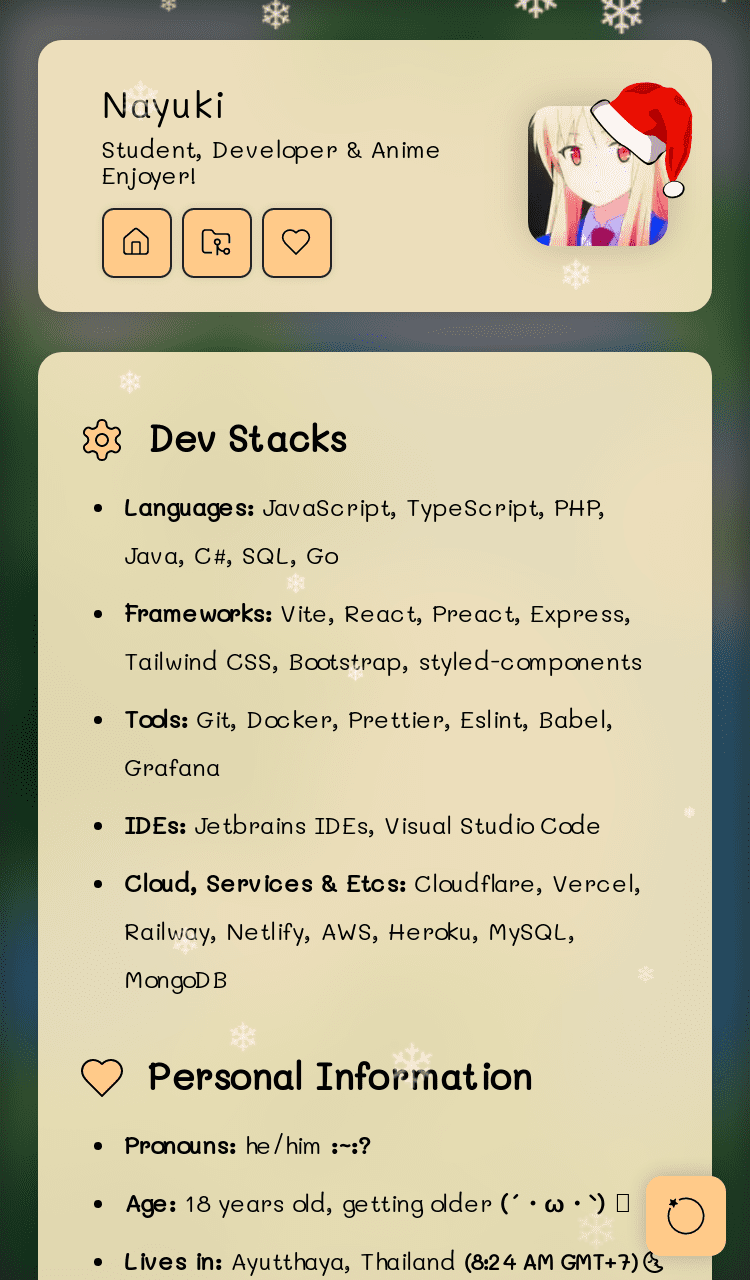 Nayuki
Student, Developer & Anime
Enjoyer!
Dev Stacks
Languages: JavaScript, TypeScript, PHP,
Java, C#, SQL, Go
Frameworks: Vite, React, Preact, Express,
Tailwind CSS, Bootstrap, styled-components
Tools: Git, Docker, Prettier, Eslint, Babel,
Grafana
IDEs: Jetbrains IDEs, Visual Studio Code
Cloud, Services & Etcs: Cloudflare, Vercel,
Railway, Netlify, AWS, Heroku, MySQL,
MongoDB
Personal Information
Pronouns: he/him :~:?
Age: 18 years old, getting older (´・ω・`)
Lives in: Ayutthaya, Thailand (8:24 AM GMT+7)